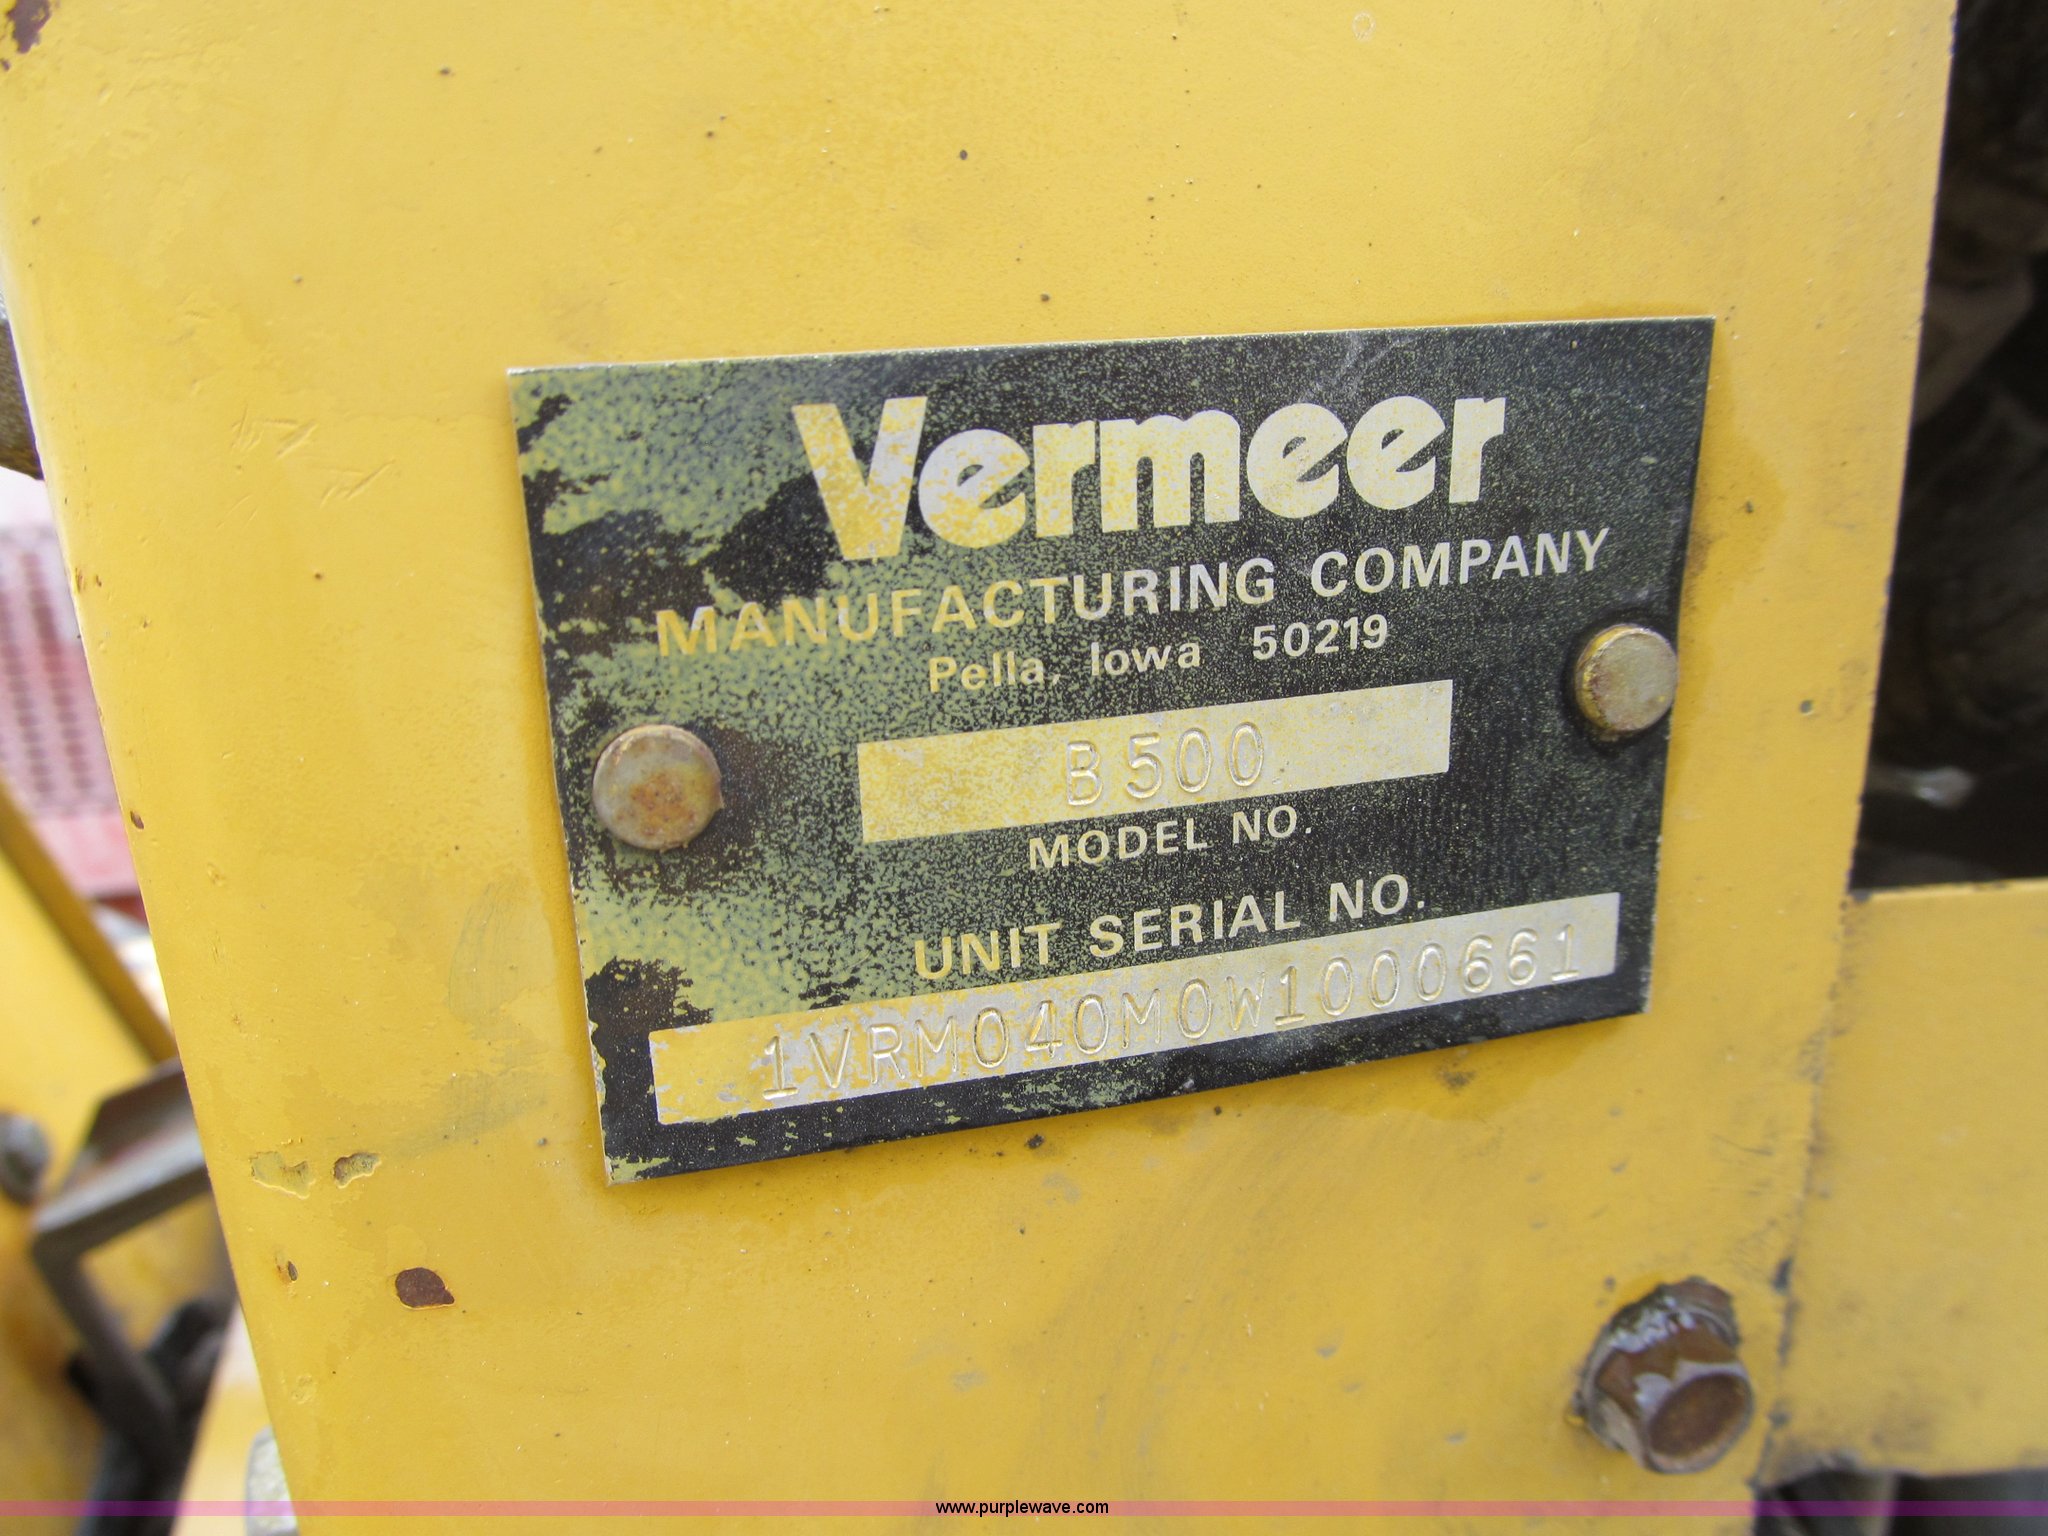 Vermeer
MANUFACTURING COMPANY
Pella, Iowa 50219
B500
MODEL NO.
UNIT SERIAL NO.
1VRM040M0W1000661
www.purplewave.com